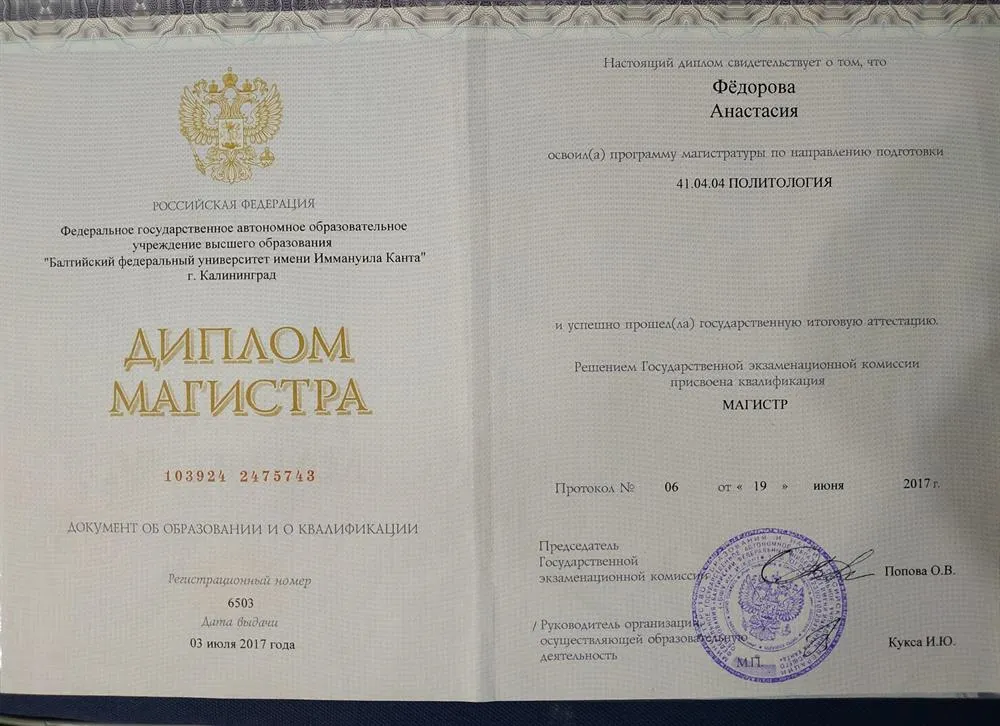 РОССИЙСКАЯ ФЕДЕРАЦИЯ
Федеральное государственное автономное образовательное
учреждение высшего образования
"Балтийский федеральный университет имени Иммануила Канта"
г. Калининград
ДИПЛОМ
МАГИСТРА
103924 2475743
ДОКУМЕНТ ОБ ОБРАЗОВАНИИ И О КВАЛИФИКАЦИИ
Регистрационный номер
6503
Дата выдачи
03 июля 2017 года
Настоящий диплом свидетельствует о том, что
Фёдорова
Анастасия
освоил(а) программу магистратуры по направлению подготовки
41.04.04 ПОЛИТОЛОГИЯ
и успешно прошел(ла) государственную итоговую аттестацию.
Решением Государственной экзаменационной комиссии
присвоена квалификация
МАГИСТР
Протокол № 06 от « 19 » июня 2017 г.
Председатель
Государственной
экзаменационной комиссии
Попова О.В.
/ Руководитель организации,
осуществляющей образовательную
деятельность
Кукса И.Ю.
М.П.